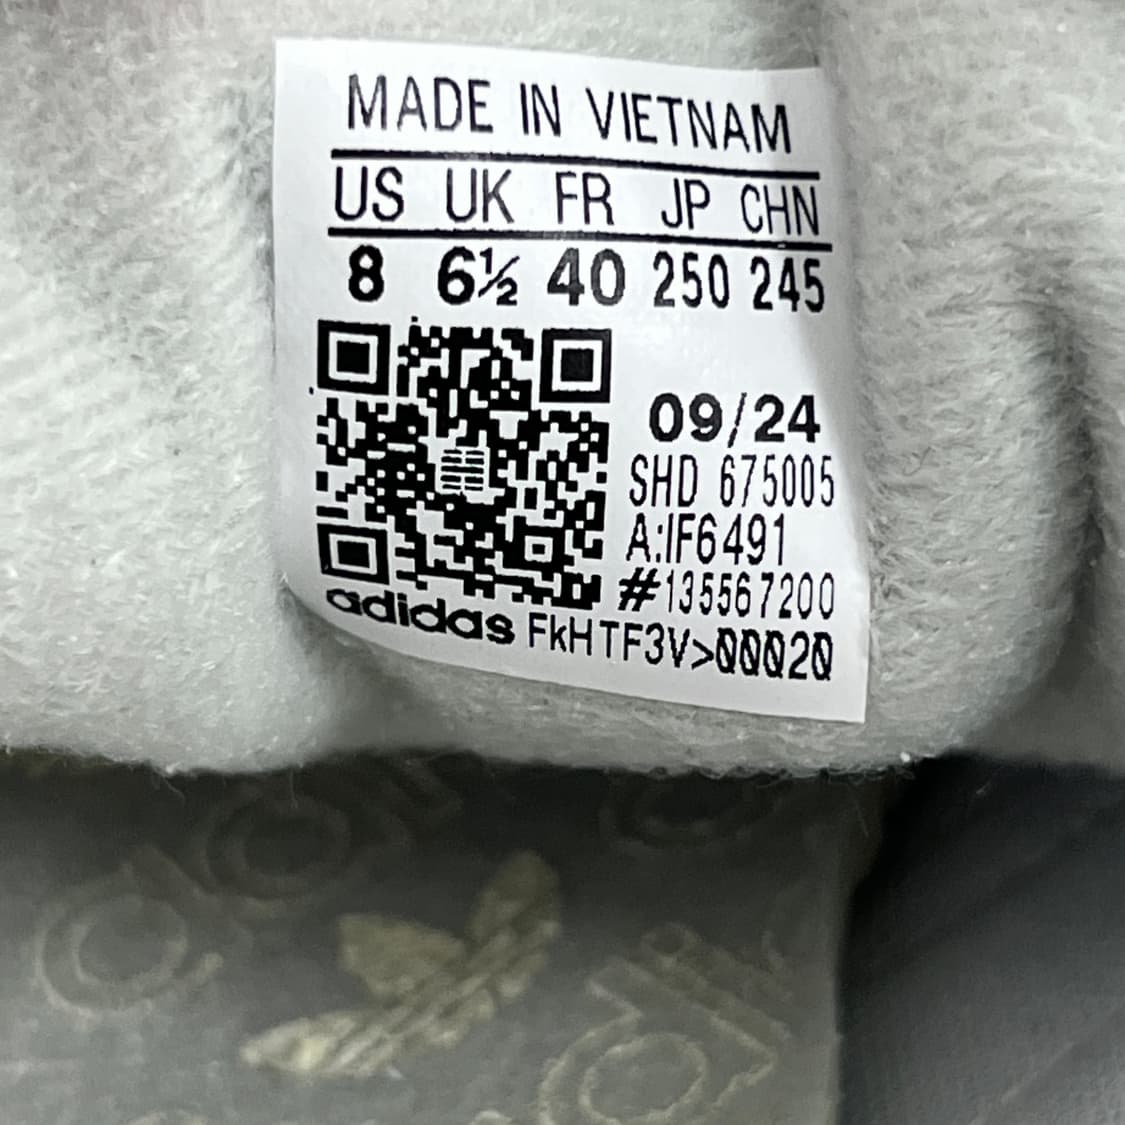 MADE IN VIETNAM
US UK FR JP CHN
8 6½ 40 250 245
09/24
SHD 675005
A:IF6491
#135567200
adidas FkHTF3V>00020